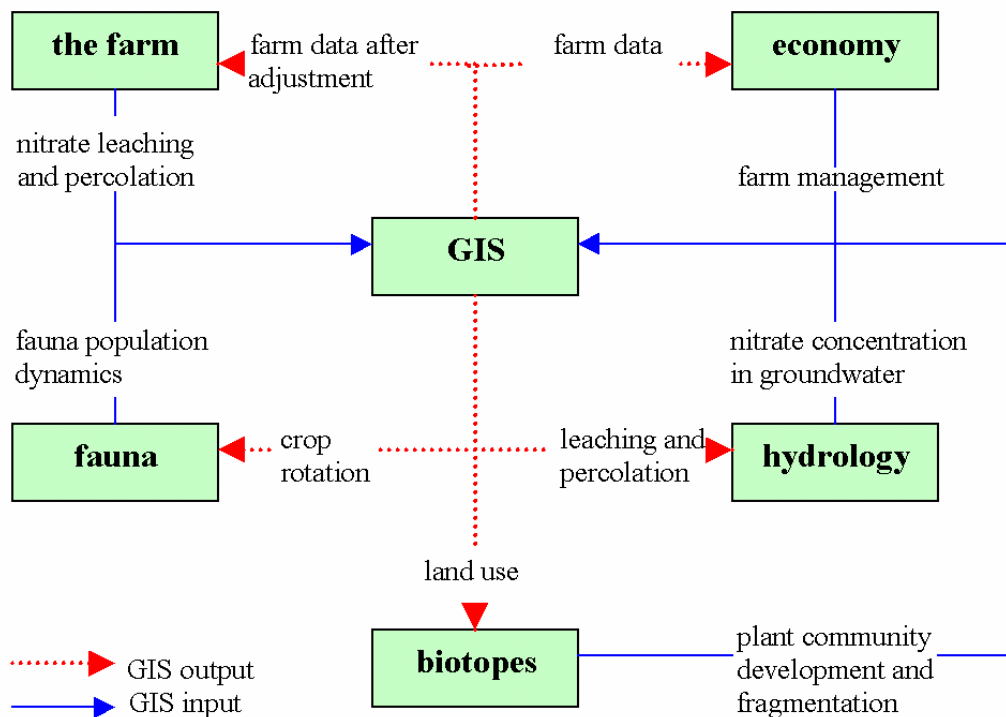 the farm
farm data after
adjustment
farm data
economy
nitrate leaching
and percolation
farm management
GIS
fauna population
dynamics
nitrate concentration
in groundwater
fauna
crop
rotation
leaching and
percolation
hydrology
land use
biotopes
plant community
development and
fragmentation
GIS output
GIS input